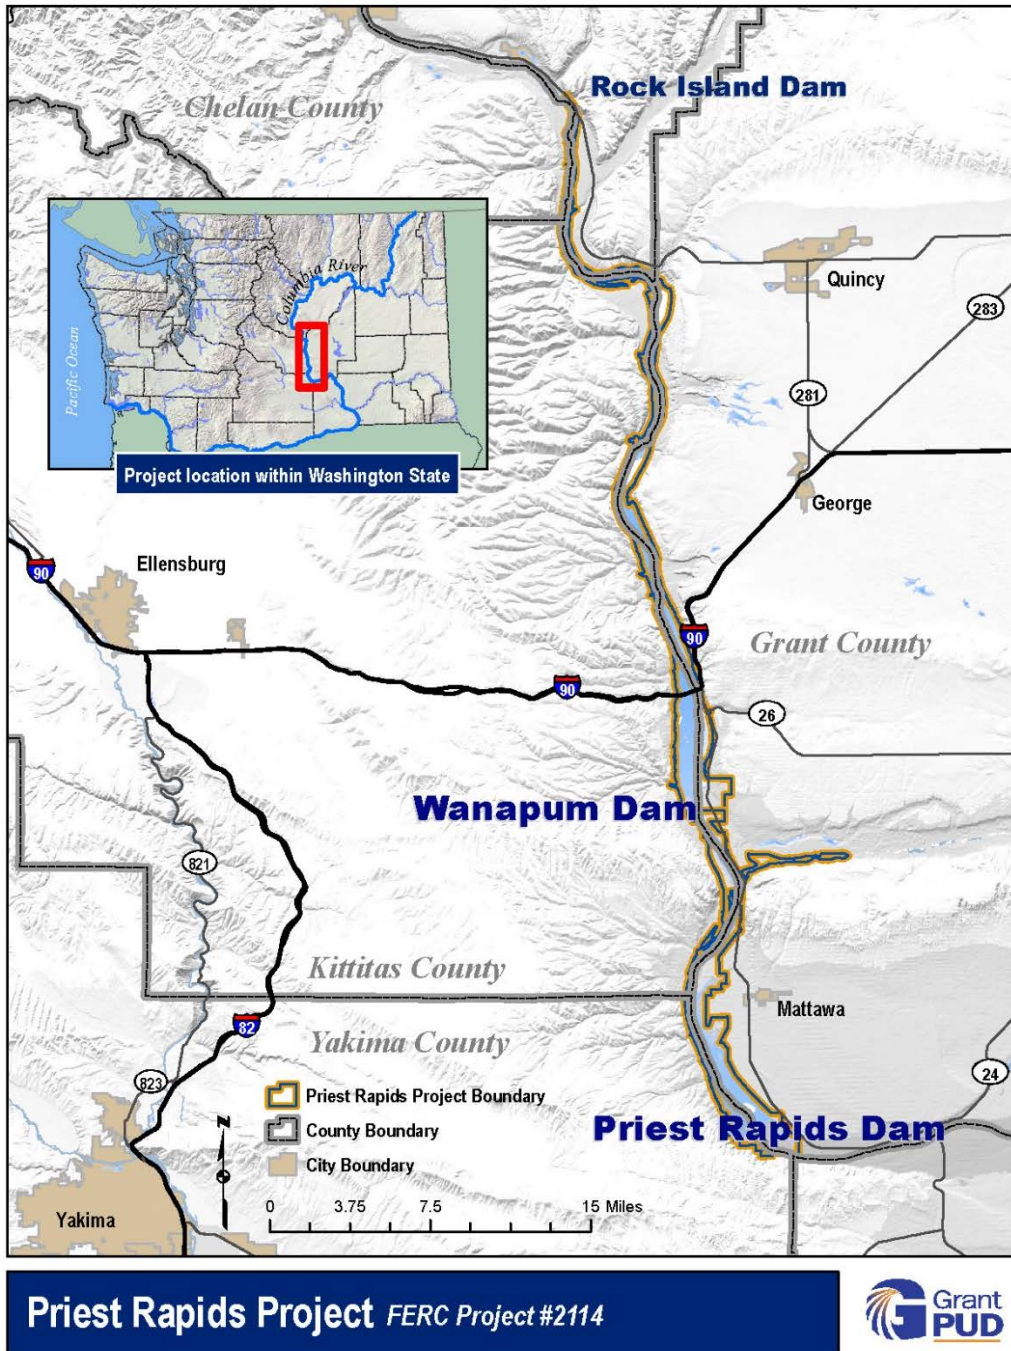 Rock Island Dam
Chelan County
Columbia River
Pacific Ocean
Project location within Washington State
Quincy
283
281
George
90
Ellensburg
90
Grant County
90
26
Wanapum Dam
821
Kittitas County
Mattawa
82
Yakima County
24
823
Priest Rapids Project Boundary
County Boundary
City Boundary
Priest Rapids Dam
N
0 3.75 7.5 15 Miles
Yakima
Priest Rapids Project FERC Project #2114
Grant
PUD